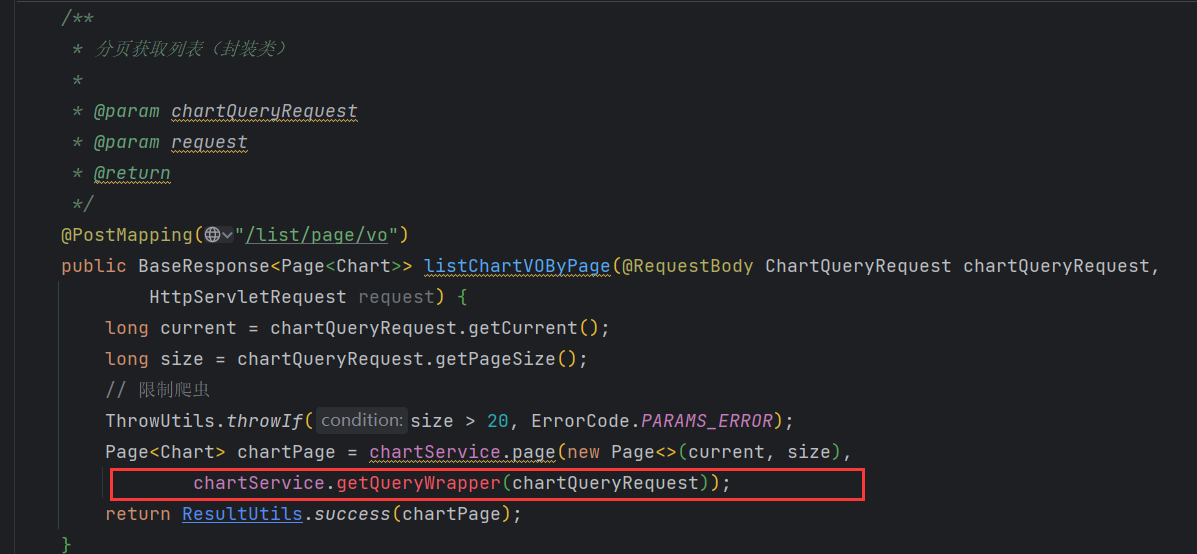 /**
 * 分页获取列表（封装类）
 *
 * @param chartQueryRequest
 * @param request
 * @return
 */
@PostMapping("/list/page/vo")
public BaseResponse<Page<Chart>> listChartVOByPage(@RequestBody ChartQueryRequest chartQueryRequest,
        HttpServletRequest request) {
    long current = chartQueryRequest.getCurrent();
    long size = chartQueryRequest.getPageSize();
    // 限制爬虫
    ThrowUtils.throwIf( condition: size > 20, ErrorCode.PARAMS_ERROR);
    Page<Chart> chartPage = chartService.page(new Page<>(current, size),
            chartService.getQueryWrapper(chartQueryRequest));
    return ResultUtils.success(chartPage);
}